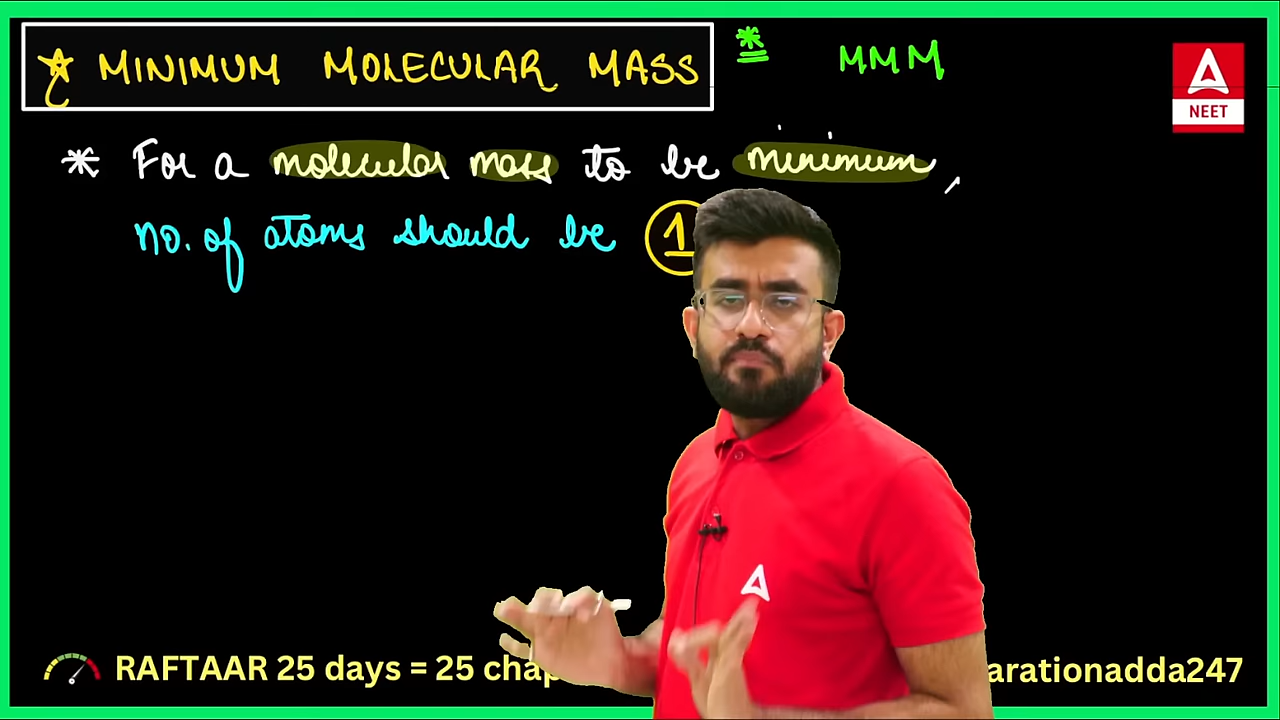 MINIMUM MOLECULAR MASS
* MMM
NEET
* For a molecular mass to be minimum,
no. of atoms should be 1
RAFTAAR 25 days = 25 chap
arationadda247